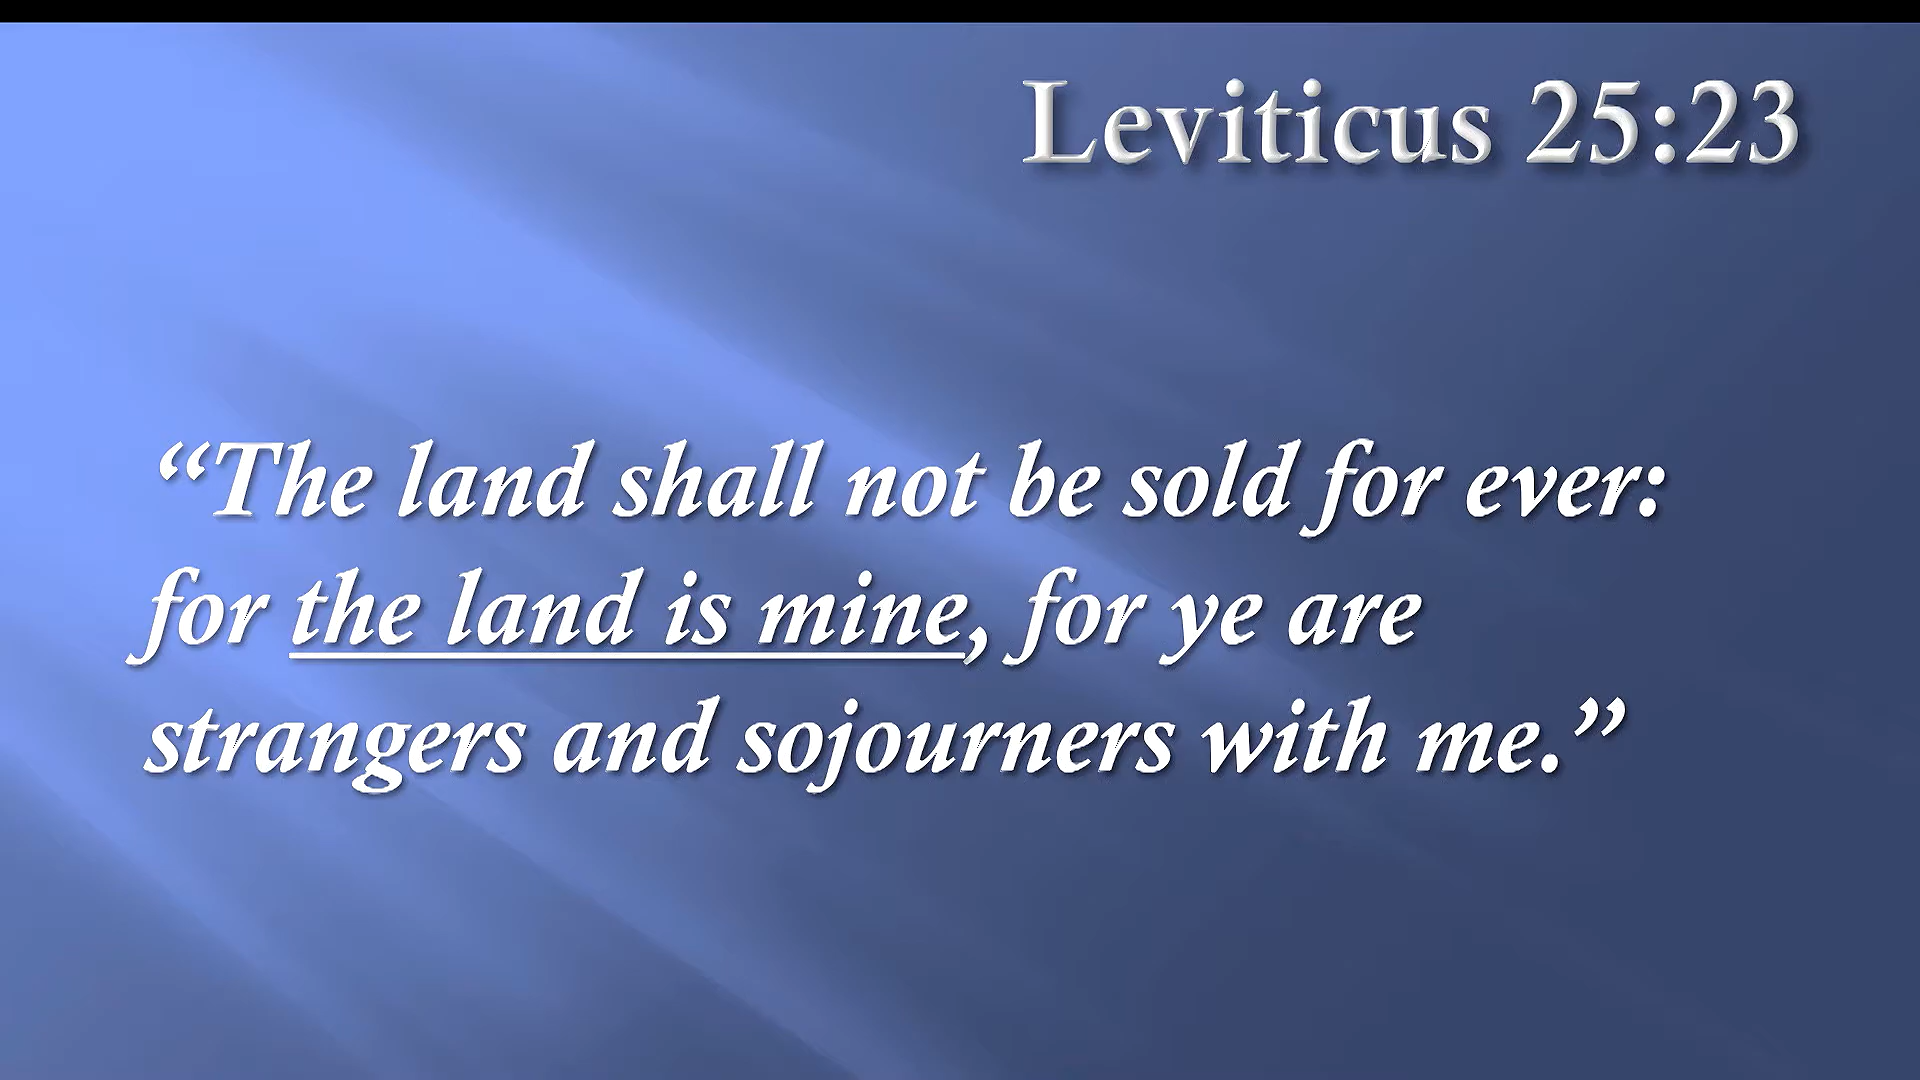 Leviticus 25:23
“The land shall not be sold for ever:
for the land is mine, for ye are
strangers and sojourners with me.”